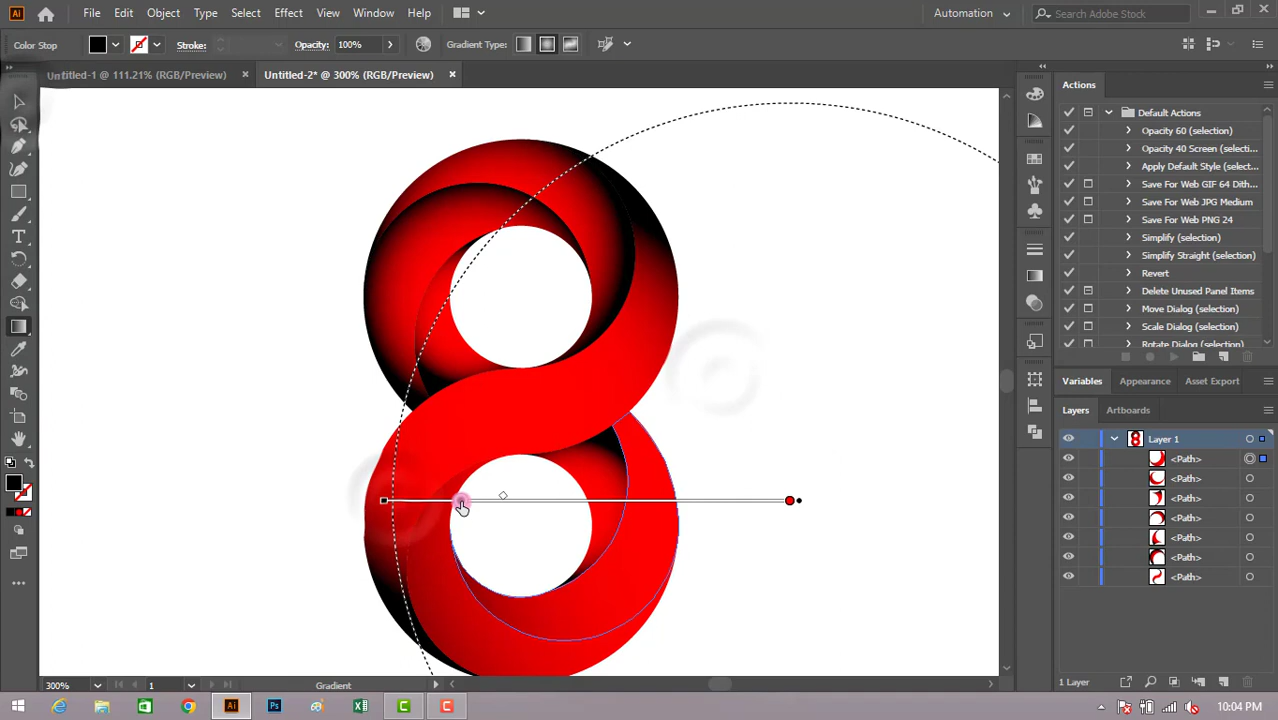 Ai File Edit Object Type Select Effect View Window Help Automation Search Adobe Stock
Color Stop Stroke: Opacity: 100% Gradient Type:
Untitled-1 @ 111.21% (RGB/Preview) × Untitled-2* @ 300% (RGB/Preview) ×
Actions
Default Actions
Opacity 60 (selection)
Opacity 40 Screen (selecti...
Apply Default Style (select...
Save For Web GIF 64 Dith...
Save For Web JPG Medium
Save For Web PNG 24
Simplify (selection)
Simplify Straight (selection)
Revert
Delete Unused Panel Items
Move Dialog (selection)
Scale Dialog (selection)
Rotate Dialog (selection)
Variables Appearance Asset Export
Layers Artboards
Layer 1
<Path>
<Path>
<Path>
<Path>
<Path>
<Path>
<Path>
8
300% 1 Gradient
1 Layer
Ai Ps 10:04 PM